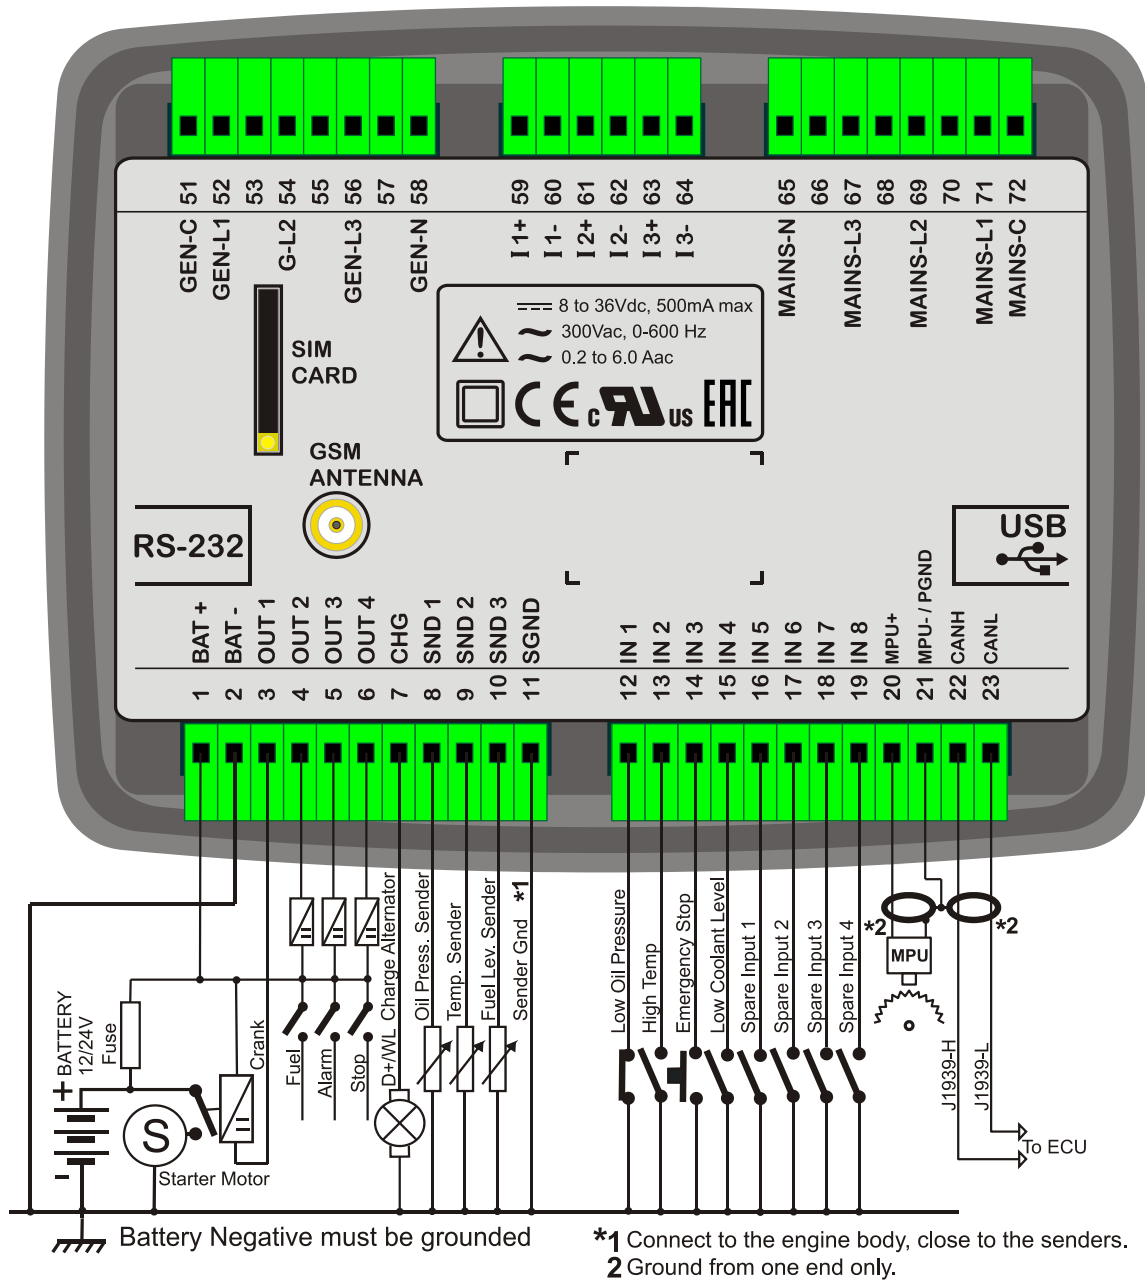 51 52 53 54 55 56 57 58
59 60 61 62 63 64
65 66 67 68 69 70 71 72
GEN-C
GEN-L1
G-L2
GEN-L3
GEN-N
I1+
I1-
I2+
I2-
I3+
I3-
MAINS-N
MAINS-L3
MAINS-L2
MAINS-L1
MAINS-C
8 to 36Vdc, 500mA max
300Vac, 0-600 Hz
0.2 to 6.0 Aac
CE c RU US EAC
SIM
CARD
GSM
ANTENNA
RS-232
USB
BAT +
BAT -
OUT 1
OUT 2
OUT 3
OUT 4
CHG
SND 1
SND 2
SND 3
SGND
1 2 3 4 5 6 7 8 9 10 11
IN 1
IN 2
IN 3
IN 4
IN 5
IN 6
IN 7
IN 8
MPU+
MPU- / PGND
CANH
CANL
12 13 14 15 16 17 18 19 20 21 22 23
+ BATTERY
12/24V
-
Fuse
S
Starter Motor
Crank
Fuel
Alarm
Stop
D+/WL Charge Alternator
Oil Press. Sender
Temp. Sender
Fuel Lev. Sender
Sender Gnd *1
Low Oil Pressure
High Temp
Emergency Stop
Low Coolant Level
Spare Input 1
Spare Input 2
Spare Input 3
Spare Input 4
*2
MPU
*2
J1939-H
J1939-L
To ECU
Battery Negative must be grounded
*1 Connect to the engine body, close to the senders.
2 Ground from one end only.